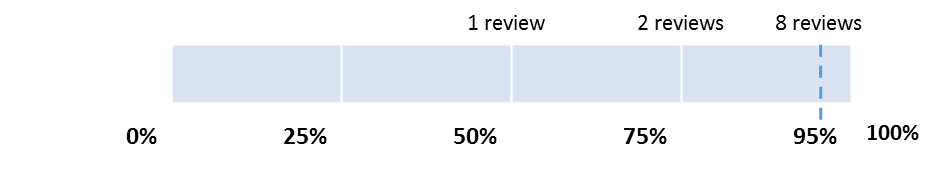 1 review 2 reviews 8 reviews
0% 25% 50% 75% 95% 100%